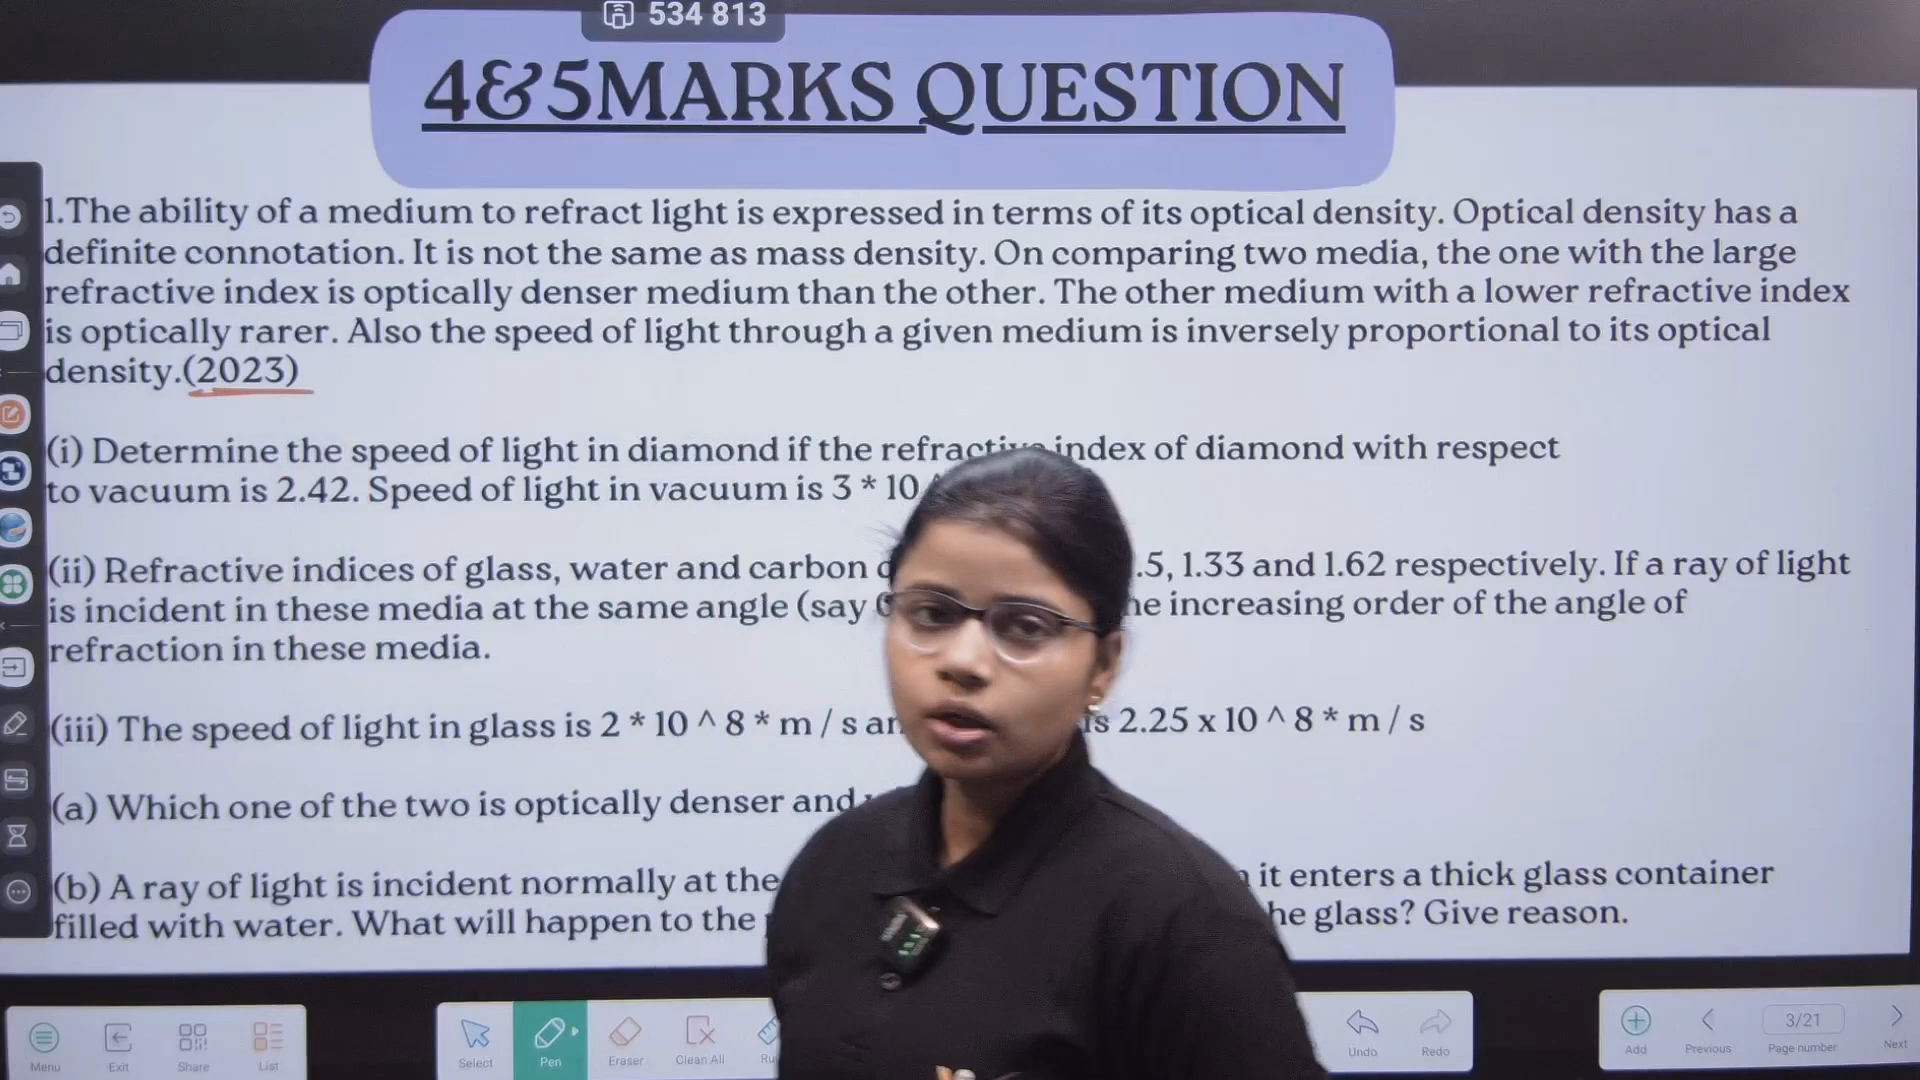 534 813
4&5MARKS QUESTION
1.The ability of a medium to refract light is expressed in terms of its optical density. Optical density has a
definite connotation. It is not the same as mass density. On comparing two media, the one with the large
refractive index is optically denser medium than the other. The other medium with a lower refractive index
is optically rarer. Also the speed of light through a given medium is inversely proportional to its optical
density.(2023)
(i) Determine the speed of light in diamond if the refractive index of diamond with respect
to vacuum is 2.42. Speed of light in vacuum is 3 * 10
(ii) Refractive indices of glass, water and carbon .5, 1.33 and 1.62 respectively. If a ray of light
is incident in these media at the same angle (say increasing order of the angle of
refraction in these media.
(iii) The speed of light in glass is 2 * 10 ^ 8 * m / s is 2.25 x 10 ^ 8 * m / s
(a) Which one of the two is optically denser and
(b) A ray of light is incident normally at the it enters a thick glass container
filled with water. What will happen to the the glass? Give reason.
Menu Exit Share List Select Pen Eraser Clean All Undo Redo Add Previous 3/21 Page number Next